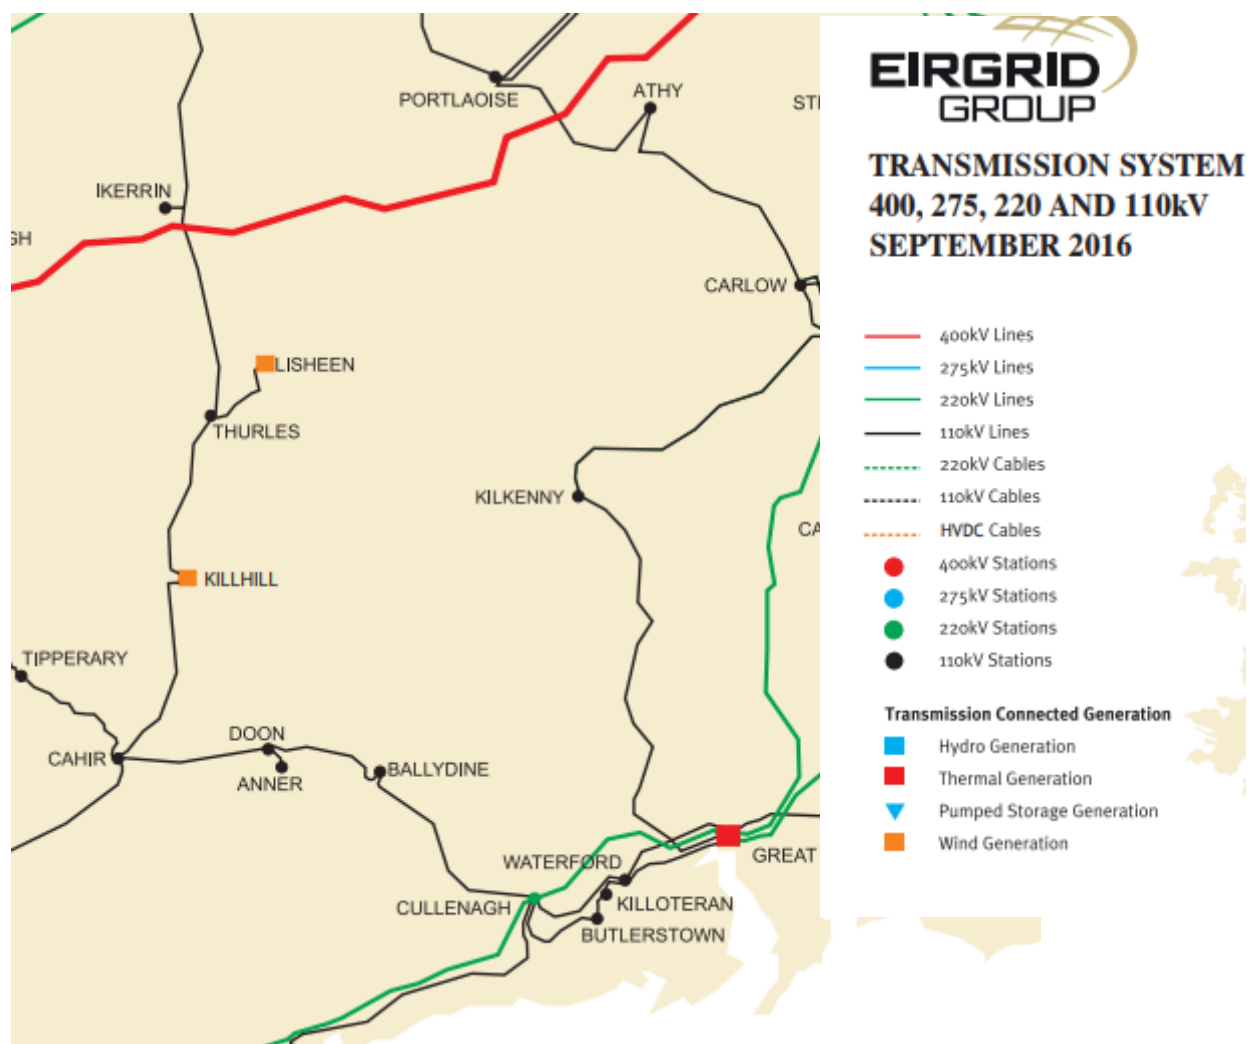 PORTLAOISE
ATHY
IKERRIN
CARLOW
LISHEEN
THURLES
KILKENNY
KILLHILL
TIPPERARY
DOON
CAHIR
ANNER
BALLYDINE
WATERFORD
GREAT
CULLENAGH
KILLOTERAN
BUTLERSTOWN
EIRGRID
GROUP
TRANSMISSION SYSTEM
400, 275, 220 AND 110kV
SEPTEMBER 2016
400kV Lines
275kV Lines
220kV Lines
110kV Lines
220kV Cables
110kV Cables
HVDC Cables
400kV Stations
275kV Stations
220kV Stations
110kV Stations
Transmission Connected Generation
Hydro Generation
Thermal Generation
Pumped Storage Generation
Wind Generation